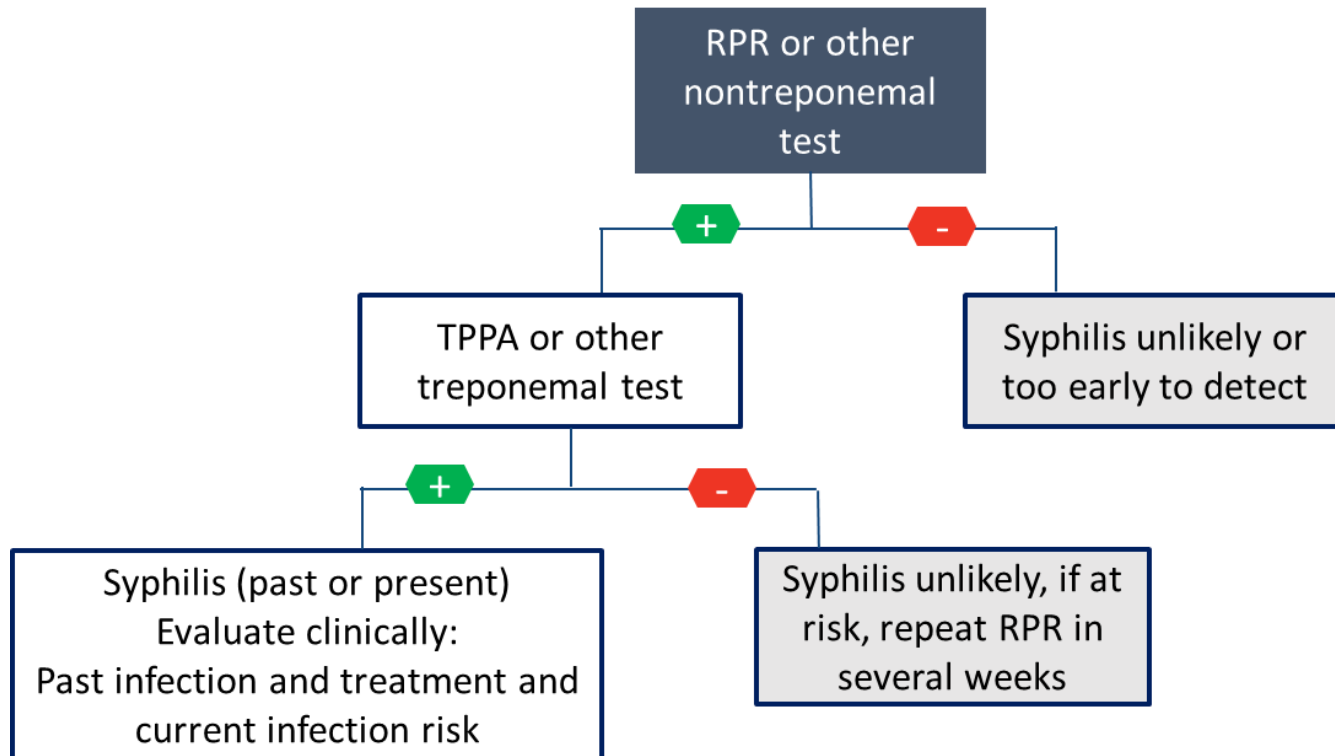 RPR or other
nontreponemal
test
+
-
TPPA or other
treponemal test
Syphilis unlikely or
too early to detect
+
-
Syphilis (past or present)
Evaluate clinically:
Past infection and treatment and
current infection risk
Syphilis unlikely, if at
risk, repeat RPR in
several weeks